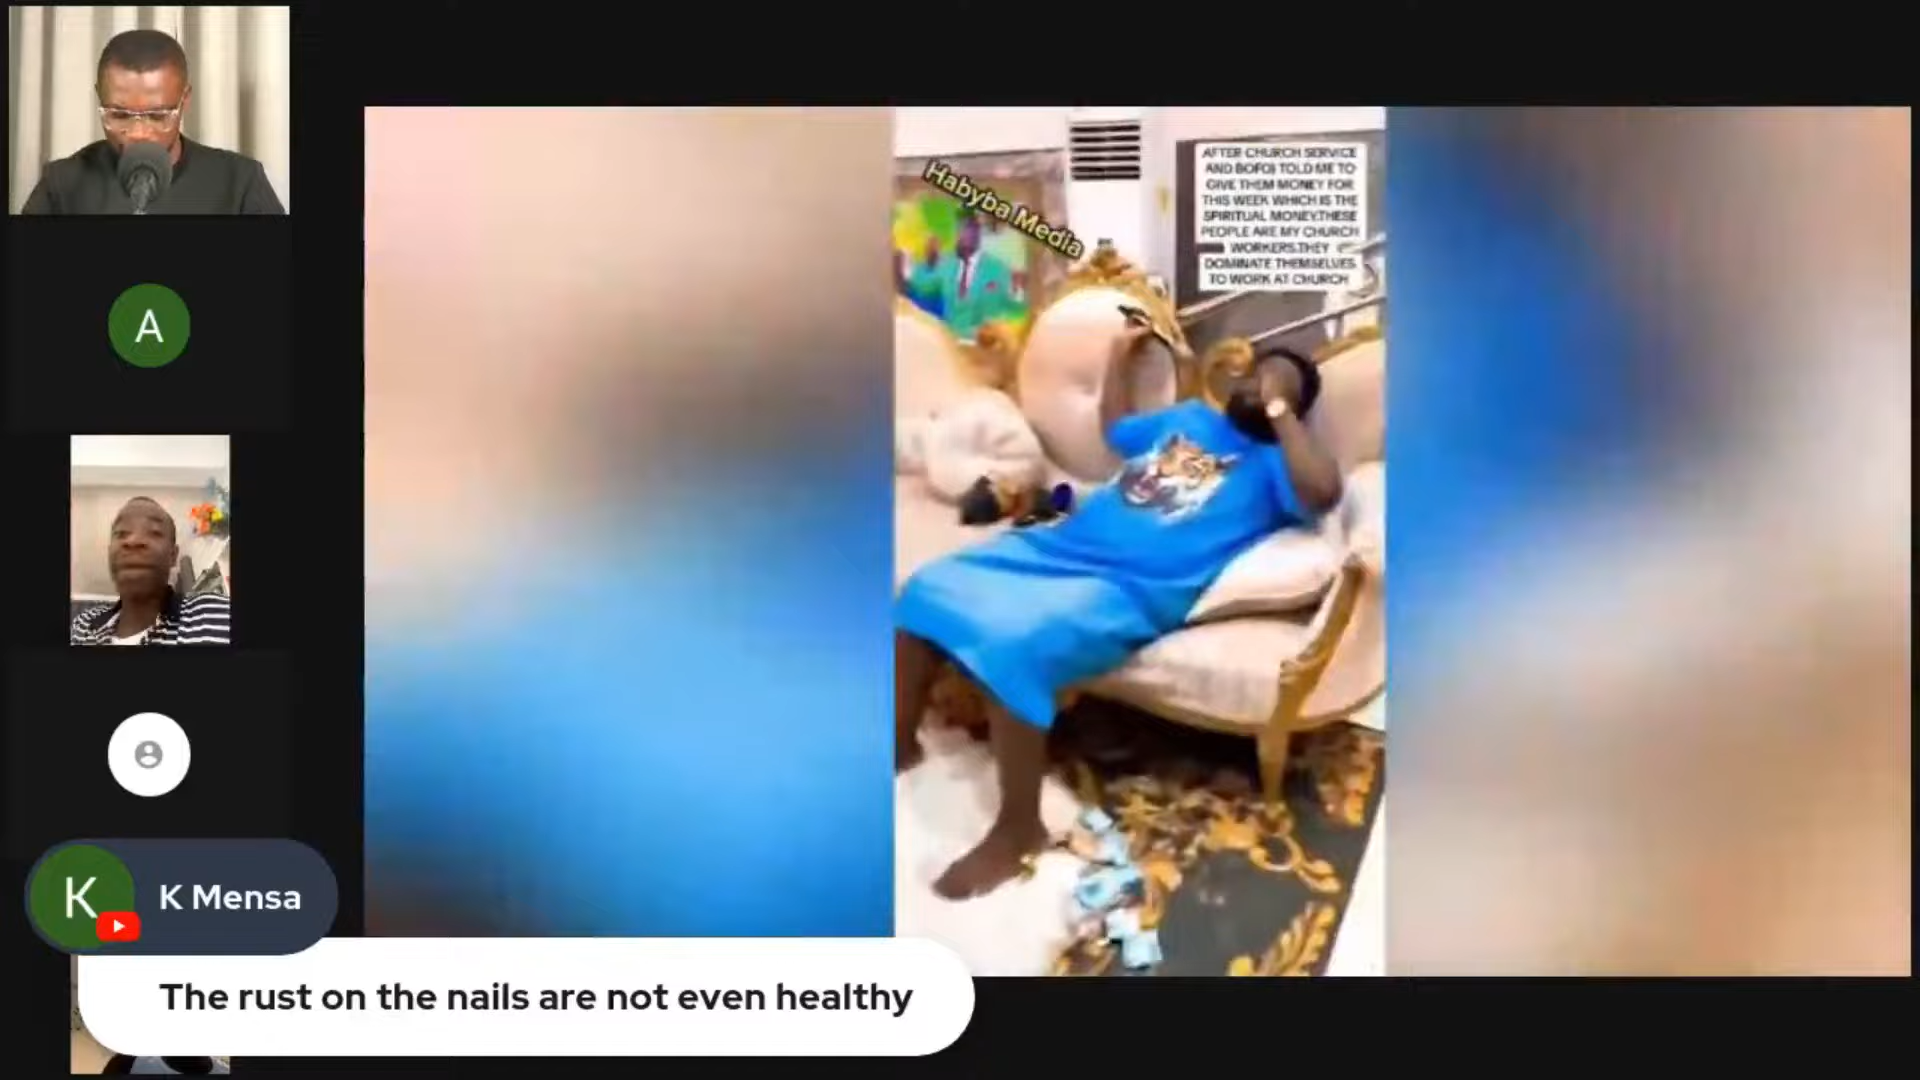 Habyba Media
AFTER CHURCH SERVICE
AND BOFOJ TOLD ME TO
GIVE THEM MONEY FOR
THIS WEEK WHICH IS THE
SPIRITUAL MONEY.THESE
PEOPLE ARE MY CHURCH
WORKERS.THEY
DOMINATE THEMSELVES
TO WORK AT CHURCH
A
K
K Mensa
The rust on the nails are not even healthy